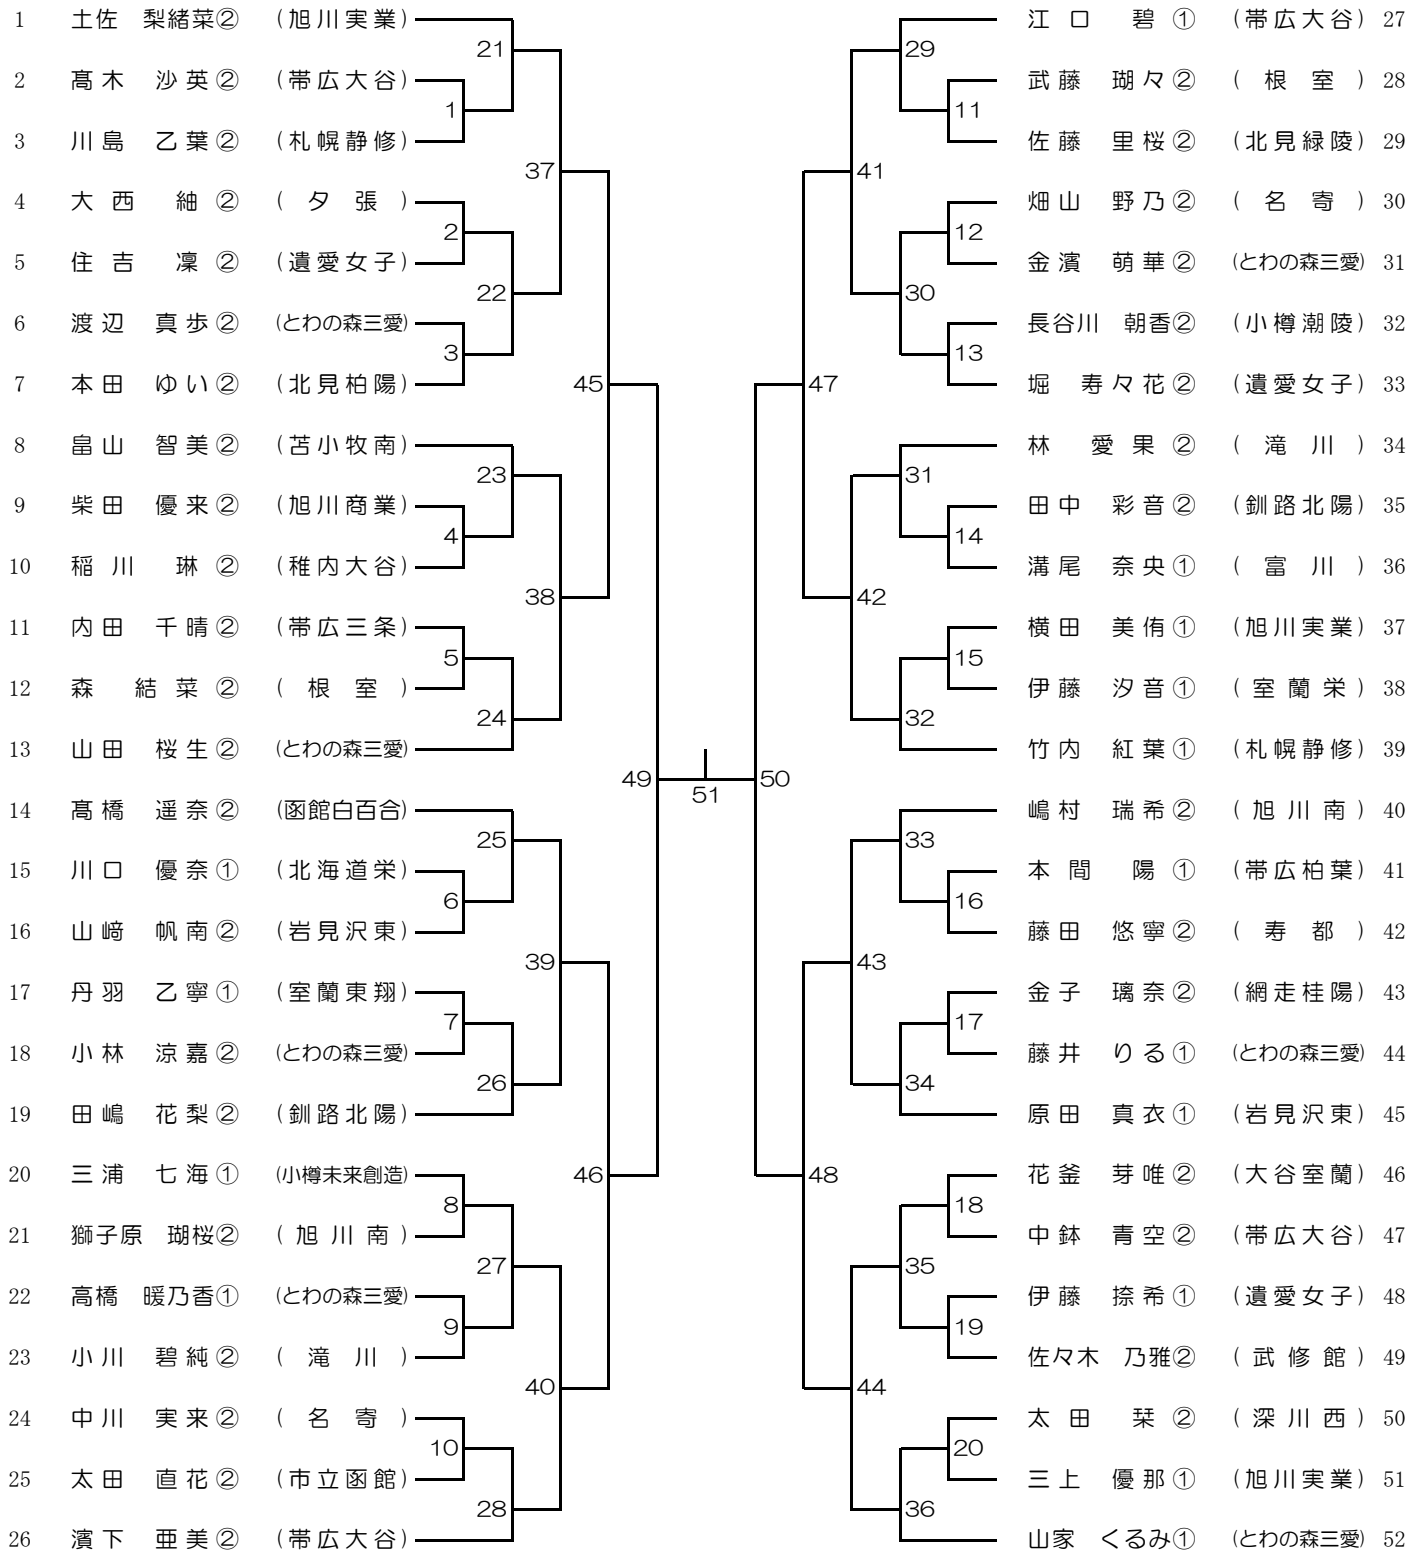 1 土佐 梨緒菜② (旭川実業)
2 髙木 沙英② (帯広大谷)
3 川島 乙葉② (札幌静修)
4 大西 紬② (夕張)
5 住吉 凜② (遺愛女子)
6 渡辺 真歩② (とわの森三愛)
7 本田 ゆい② (北見柏陽)
8 畠山 智美② (苫小牧南)
9 柴田 優来② (旭川商業)
10 稲川 琳② (稚内大谷)
11 内田 千晴② (帯広三条)
12 森 結菜② (根室)
13 山田 桜生② (とわの森三愛)
14 髙橋 遥奈② (函館白百合)
15 川口 優奈① (北海道栄)
16 山﨑 帆南② (岩見沢東)
17 丹羽 乙寧① (室蘭東翔)
18 小林 涼嘉② (とわの森三愛)
19 田嶋 花梨② (釧路北陽)
20 三浦 七海① (小樽未来創造)
21 獅子原 瑚桜② (旭川南)
22 高橋 暖乃香① (とわの森三愛)
23 小川 碧純② (滝川)
24 中川 実来② (名寄)
25 太田 直花② (市立函館)
26 濱下 亜美② (帯広大谷)
21
1
37
2
22
3
45
23
4
38
5
24
49
25
6
39
7
26
46
8
27
9
40
10
28
51
50
29
11
41
12
30
13
47
31
14
42
15
32
33
16
43
17
34
48
18
35
19
44
20
36
江口 碧① (帯広大谷) 27
武藤 瑚々② (根室) 28
佐藤 里桜② (北見緑陵) 29
畑山 野乃② (名寄) 30
金濱 萌華② (とわの森三愛) 31
長谷川 朝香② (小樽潮陵) 32
堀 寿々花② (遺愛女子) 33
林 愛果② (滝川) 34
田中 彩音② (釧路北陽) 35
溝尾 奈央① (富川) 36
横田 美侑① (旭川実業) 37
伊藤 汐音① (室蘭栄) 38
竹内 紅葉① (札幌静修) 39
嶋村 瑞希② (旭川南) 40
本間 陽① (帯広柏葉) 41
藤田 悠寧② (寿都) 42
金子 璃奈② (網走桂陽) 43
藤井 りる① (とわの森三愛) 44
原田 真衣① (岩見沢東) 45
花釜 芽唯② (大谷室蘭) 46
中鉢 青空② (帯広大谷) 47
伊藤 捺希① (遺愛女子) 48
佐々木 乃雅② (武修館) 49
太田 栞② (深川西) 50
三上 優那① (旭川実業) 51
山家 くるみ① (とわの森三愛) 52